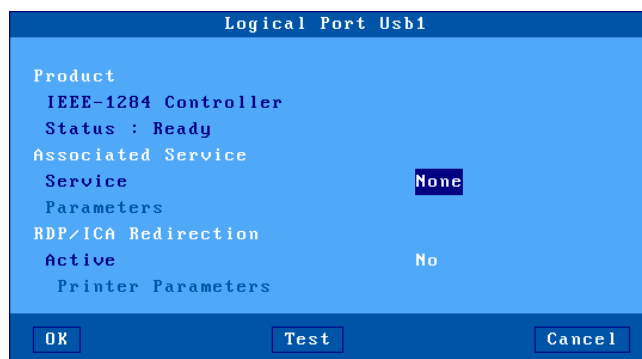 Logical Port Usb1
Product
IEEE-1284 Controller
Status : Ready
Associated Service
Service None
Parameters
RDP/ICA Redirection
Active No
Printer Parameters
OK Test Cancel